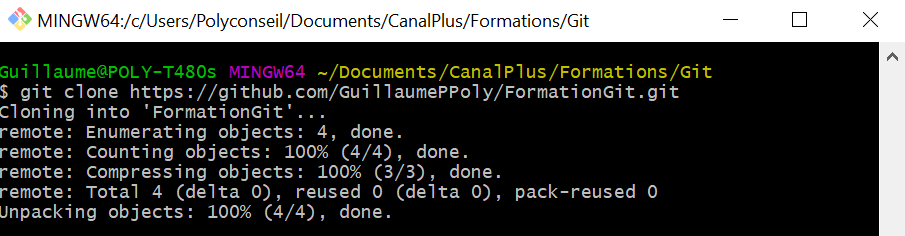 MINGW64:/c/Users/Polyconseil/Documents/CanalPlus/Formations/Git
Guillaume@POLY-T480s MINGW64 ~/Documents/CanalPlus/Formations/Git
$ git clone https://github.com/GuillaumePPoly/FormationGit.git
Cloning into 'FormationGit'...
remote: Enumerating objects: 4, done.
remote: Counting objects: 100% (4/4), done.
remote: Compressing objects: 100% (3/3), done.
remote: Total 4 (delta 0), reused 0 (delta 0), pack-reused 0
Unpacking objects: 100% (4/4), done.